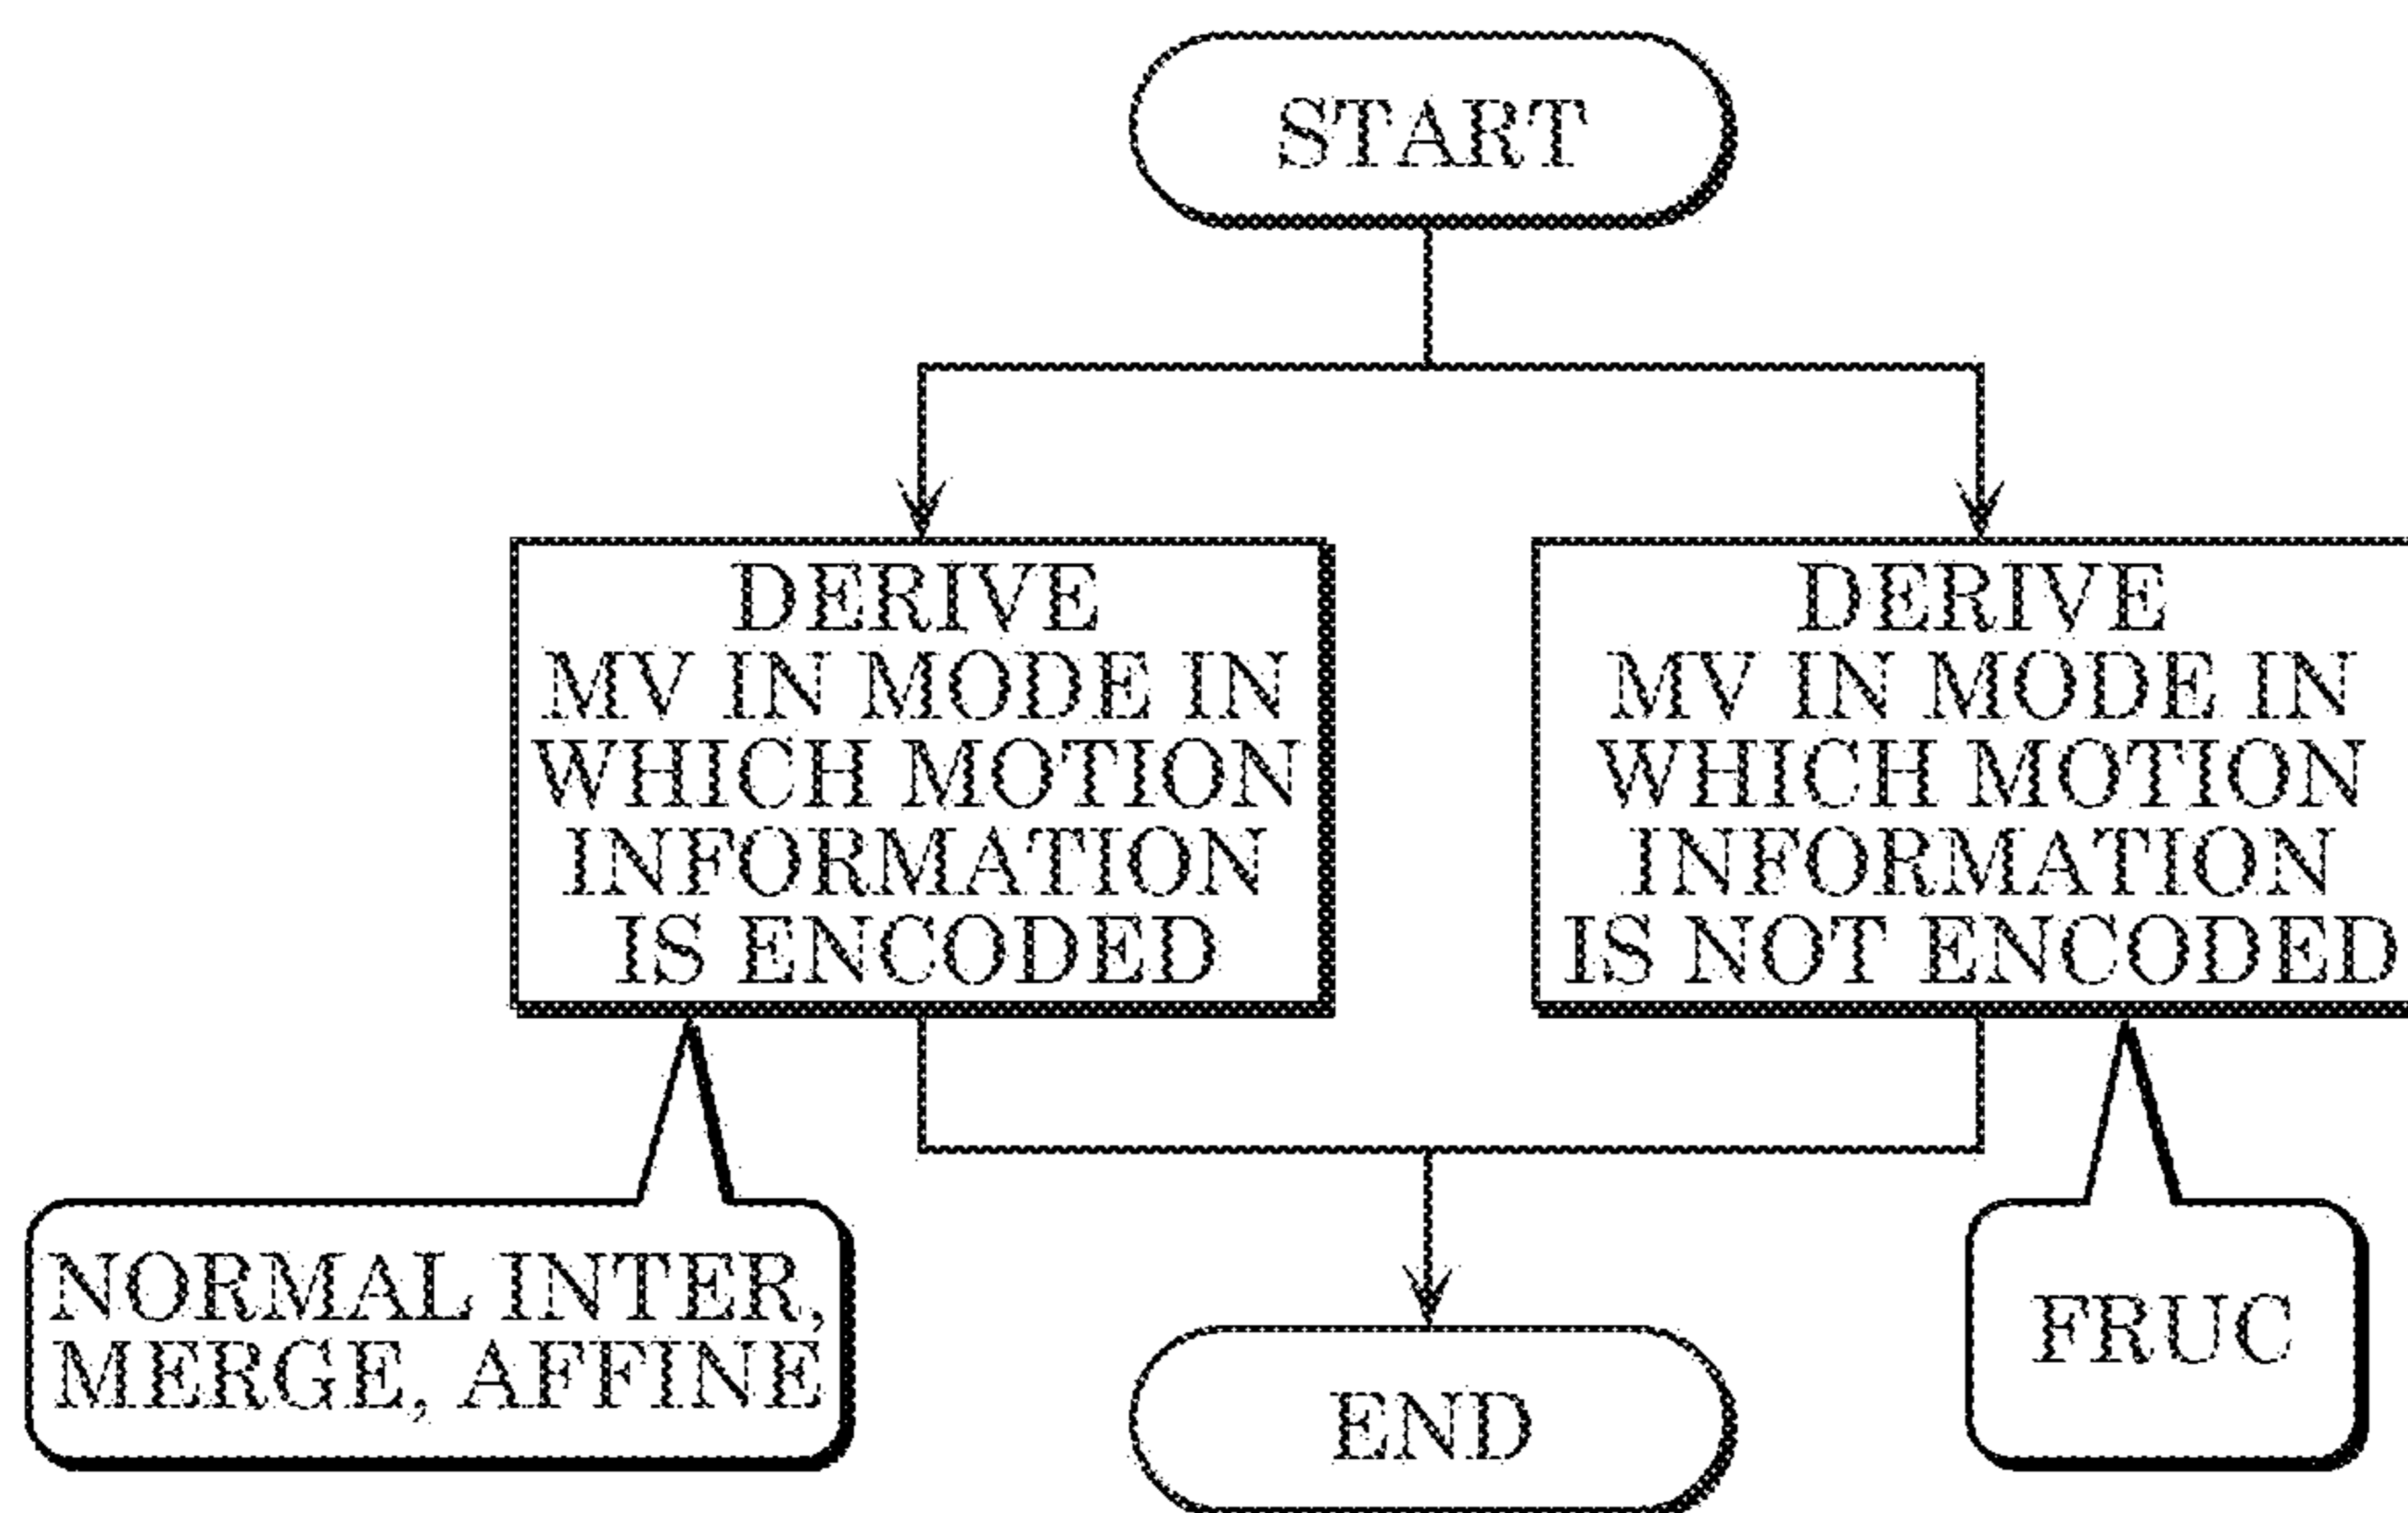 START
DERIVE
MV IN MODE IN
WHICH MOTION
INFORMATION
IS ENCODED
DERIVE
MV IN MODE IN
WHICH MOTION
INFORMATION
IS NOT ENCODED
NORMAL INTER,
MERGE, AFFINE
FRUC
END